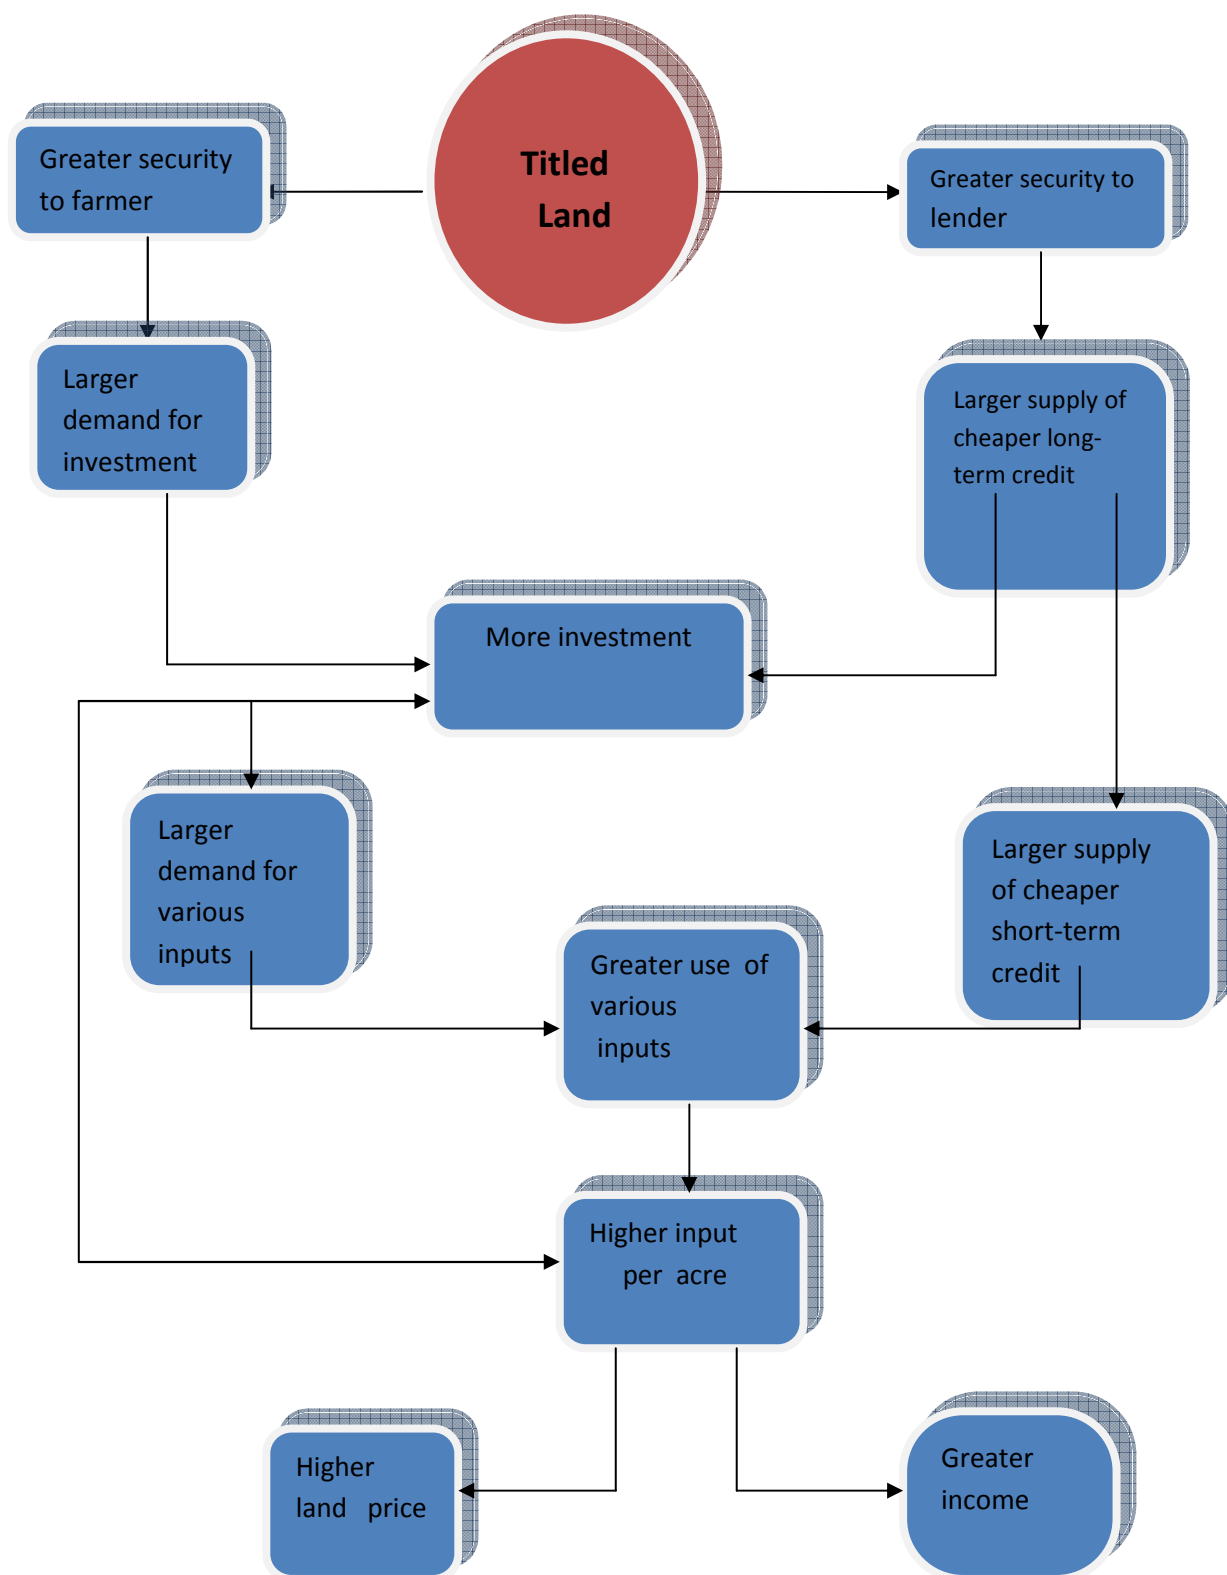 Titled
Land
Greater security
to farmer
Greater security to
lender
Larger
demand for
investment
Larger supply of
cheaper long-
term credit
More investment
Larger
demand for
various
inputs
Larger supply
of cheaper
short-term
credit
Greater use of
various
inputs
Higher input
per acre
Higher
land price
Greater
income